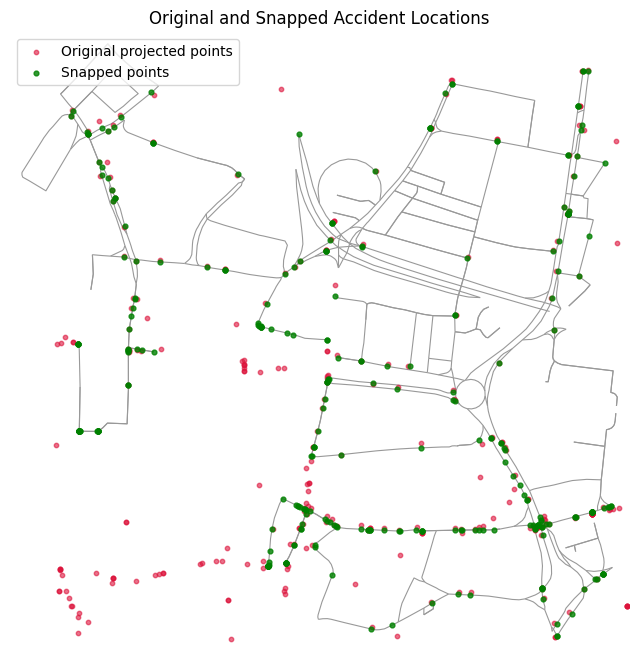 Original and Snapped Accident Locations
Original projected points
Snapped points